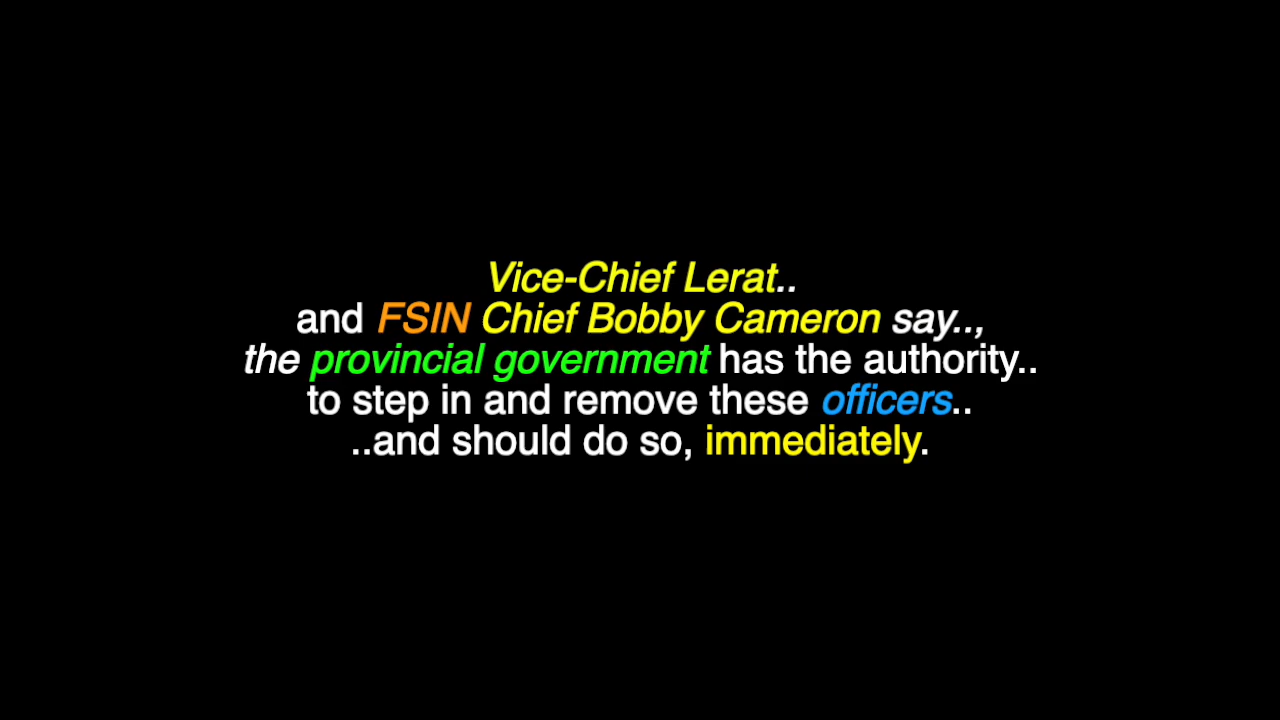 Vice-Chief Lerat..
and FSIN Chief Bobby Cameron say..,
the provincial government has the authority..
to step in and remove these officers..
..and should do so, immediately.